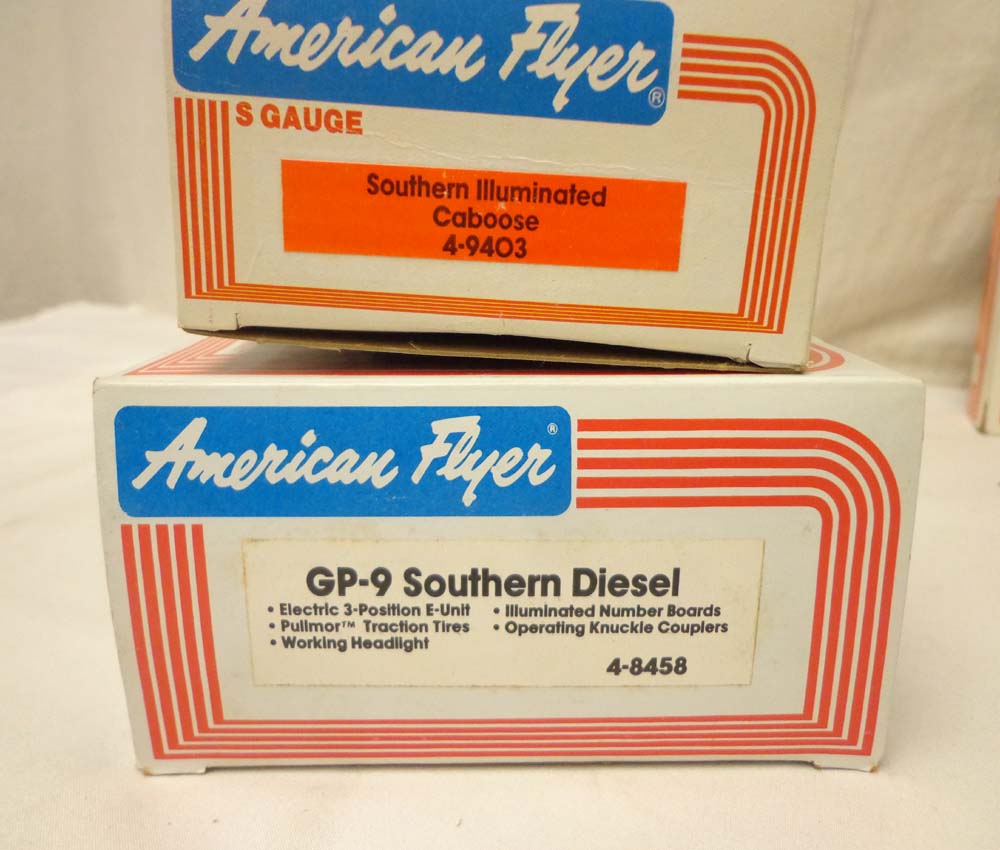 American Flyer®
S GAUGE
Southern Illuminated
Caboose
4-9403
American Flyer®
GP-9 Southern Diesel
• Electric 3-Position E-Unit • Illuminated Number Boards
• Pullmor™ Traction Tires • Operating Knuckle Couplers
• Working Headlight
4-8458